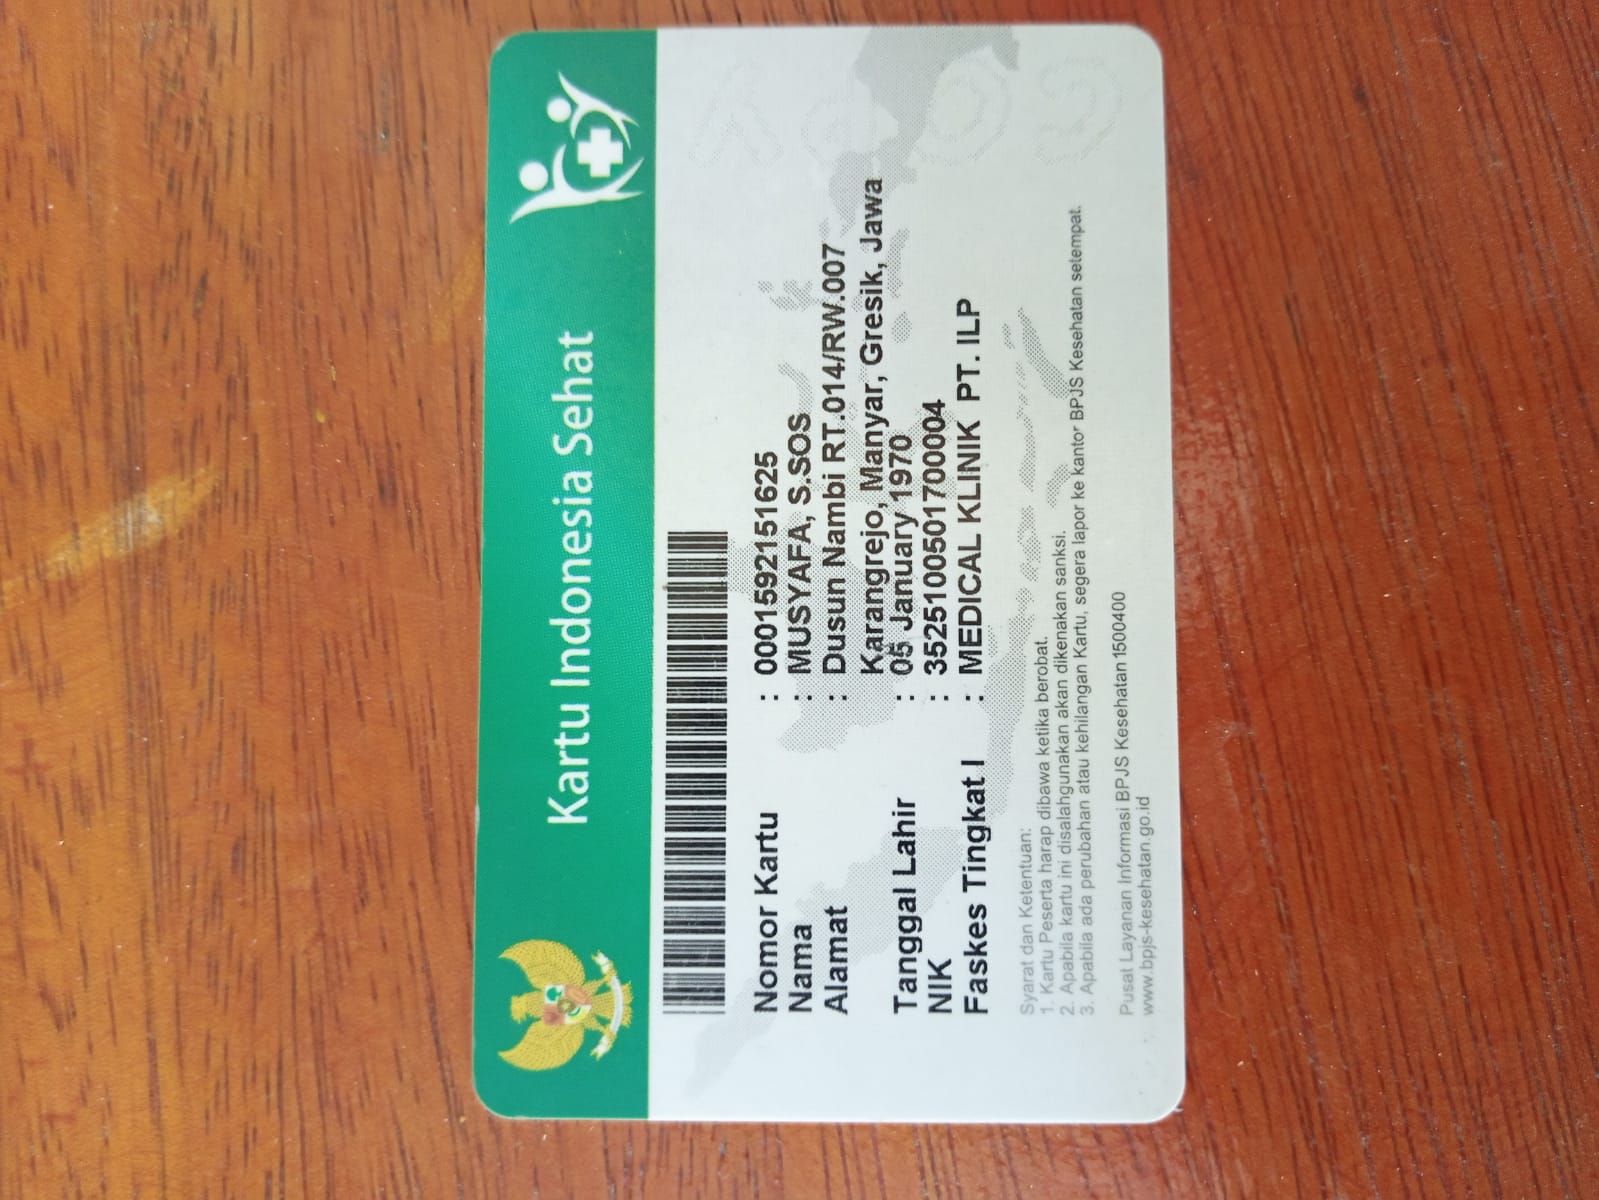 Kartu Indonesia Sehat
Nomor Kartu : 0001592151625
Nama : MUSYAFA, S.SOS
Alamat : Dusun Nambi RT.014/RW.007
Karangrejo, Manyar, Gresik, Jawa
Tanggal Lahir : 05 January 1970
NIK : 3525100501700004
Faskes Tingkat I : MEDICAL KLINIK PT. ILP
Syarat dan Ketentuan:
1. Kartu Peserta harap dibawa ketika berobat.
2. Apabila kartu ini disalahgunakan akan dikenakan sanksi.
3. Apabila ada perubahan atau kehilangan Kartu, segera lapor ke kantor BPJS Kesehatan setempat.
Pusat Layanan Informasi BPJS Kesehatan 1500400
www.bpjs-kesehatan.go.id